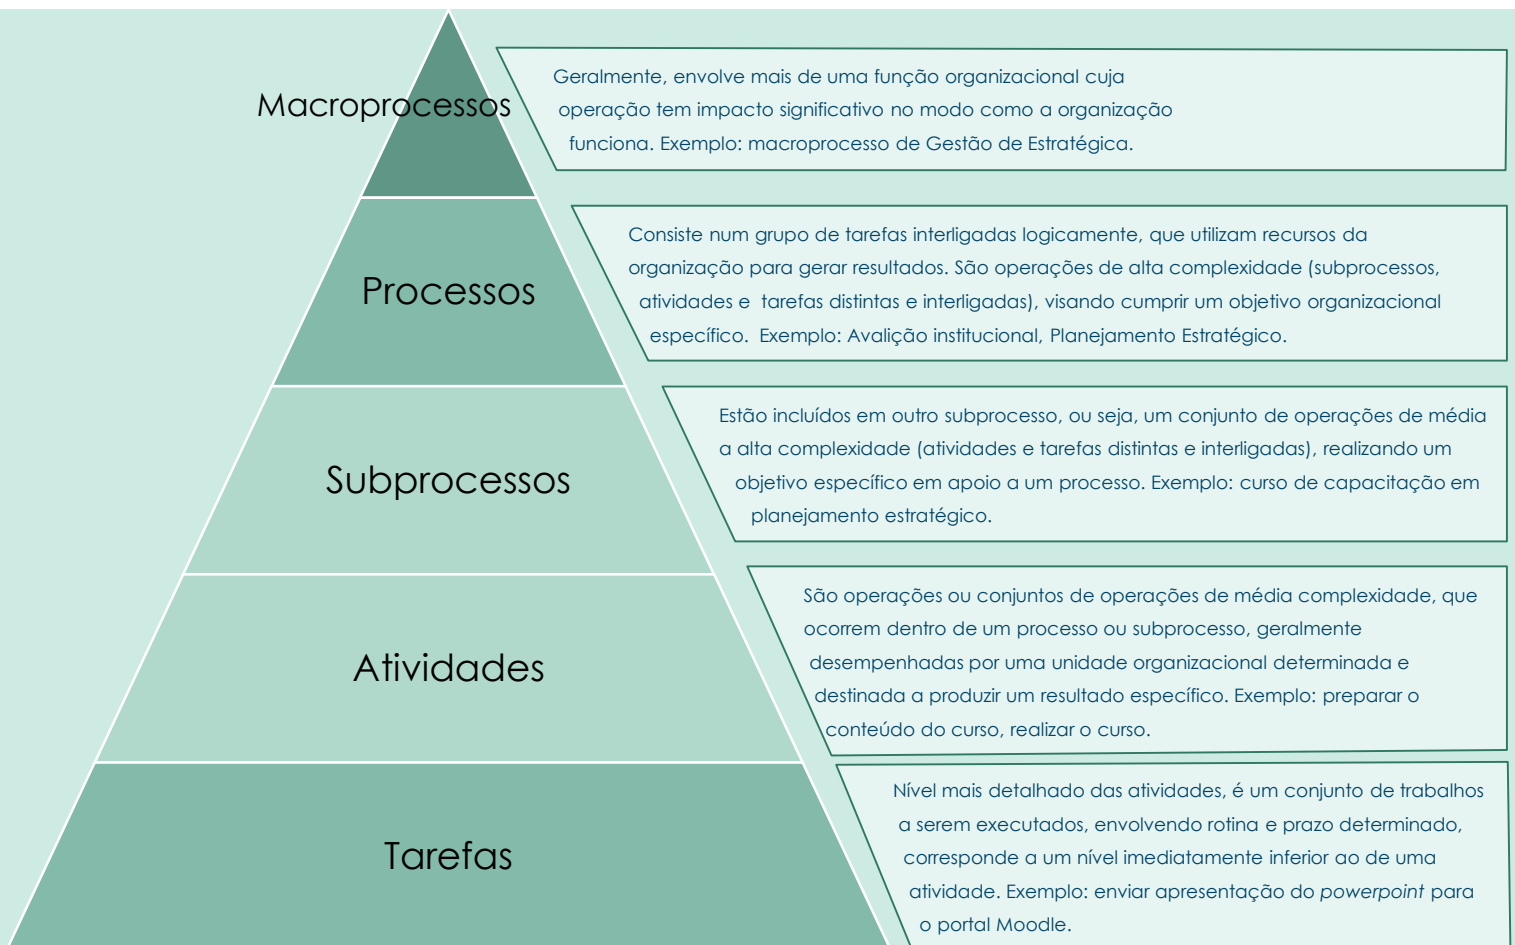 Macroprocessos
Geralmente, envolve mais de uma função organizacional cuja
operação tem impacto significativo no modo como a organização
funciona. Exemplo: macroprocesso de Gestão de Estratégica.
Processos
Consiste num grupo de tarefas interligadas logicamente, que utilizam recursos da
organização para gerar resultados. São operações de alta complexidade (subprocessos,
atividades e tarefas distintas e interligadas), visando cumprir um objetivo organizacional
específico. Exemplo: Avalição institucional, Planejamento Estratégico.
Subprocessos
Estão incluídos em outro subprocesso, ou seja, um conjunto de operações de média
a alta complexidade (atividades e tarefas distintas e interligadas), realizando um
objetivo específico em apoio a um processo. Exemplo: curso de capacitação em
planejamento estratégico.
Atividades
São operações ou conjuntos de operações de média complexidade, que
ocorrem dentro de um processo ou subprocesso, geralmente
desempenhadas por uma unidade organizacional determinada e
destinada a produzir um resultado específico. Exemplo: preparar o
conteúdo do curso, realizar o curso.
Tarefas
Nível mais detalhado das atividades, é um conjunto de trabalhos
a serem executados, envolvendo rotina e prazo determinado,
corresponde a um nível imediatamente inferior ao de uma
atividade. Exemplo: enviar apresentação do powerpoint para
o portal Moodle.